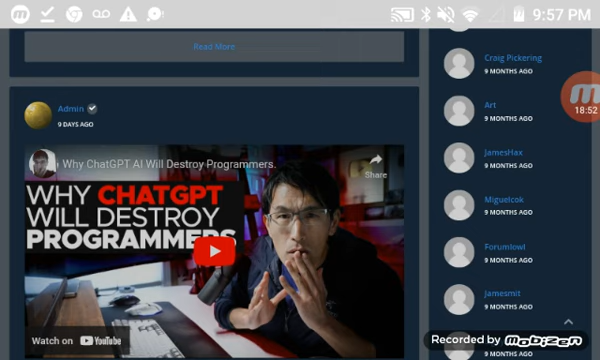 9:57 PM
Read More
Admin
9 DAYS AGO
Why ChatGPT AI Will Destroy Programmers.
Share
WHY CHATGPT
WILL DESTROY
PROGRAMMERS
Watch on YouTube
Craig Pickering
9 MONTHS AGO
18:52
Art
9 MONTHS AGO
JamesHax
9 MONTHS AGO
Miguelcok
9 MONTHS AGO
Forumlowl
9 MONTHS AGO
Jamesmit
9 MONTHS AGO
Recorded by MOBIZEN
9 MONTHS AGO